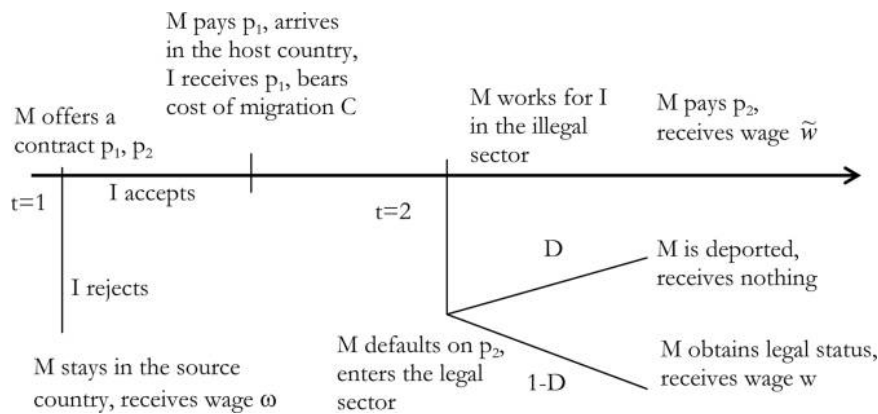 M pays p₁, arrives
in the host country,
I receives p₁, bears
cost of migration C
M offers a
contract p₁, p₂
M works for I
in the illegal
sector
M pays p₂,
receives wage w̃
t=1
I accepts
t=2
I rejects
D
M is deported,
receives nothing
M stays in the source
country, receives wage ω
M defaults on p₂,
enters the legal
sector
1-D
M obtains legal status,
receives wage w